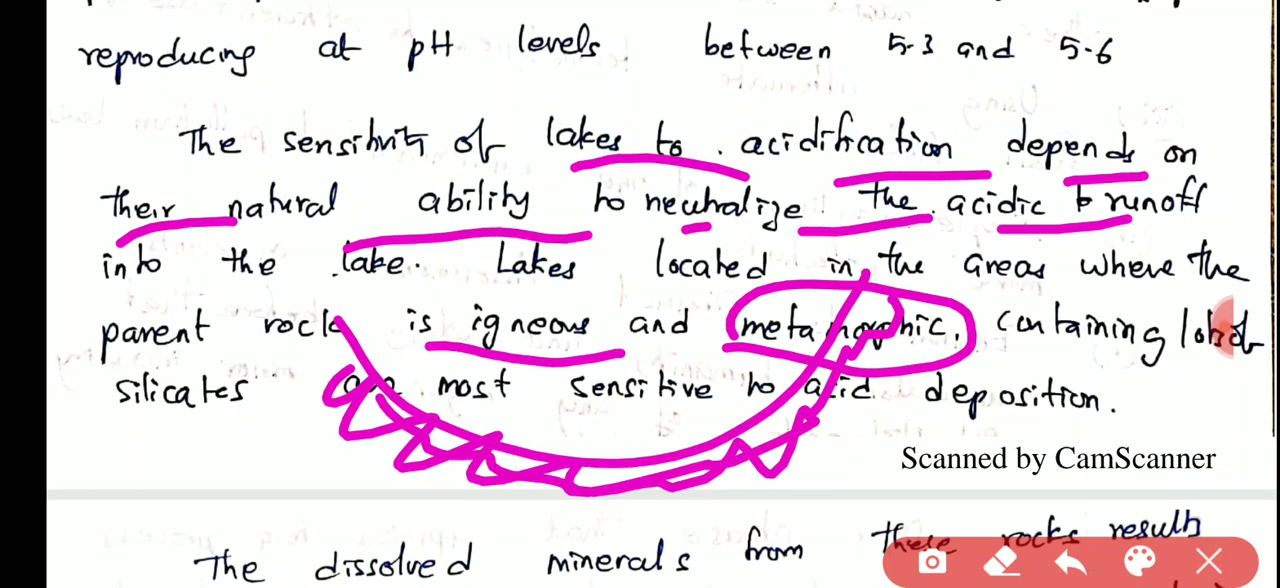 reproducing at pH levels between 5.3 and 5.6
The sensitivity of lakes to acidification depends on
their natural ability to neutralize the acidic runoff
into the lake. Lakes located in the areas where the
parent rock is igneous and metamorphic, containing
silicates are most sensitive to acid deposition.
Scanned by CamScanner
The dissolved minerals from these rocks results